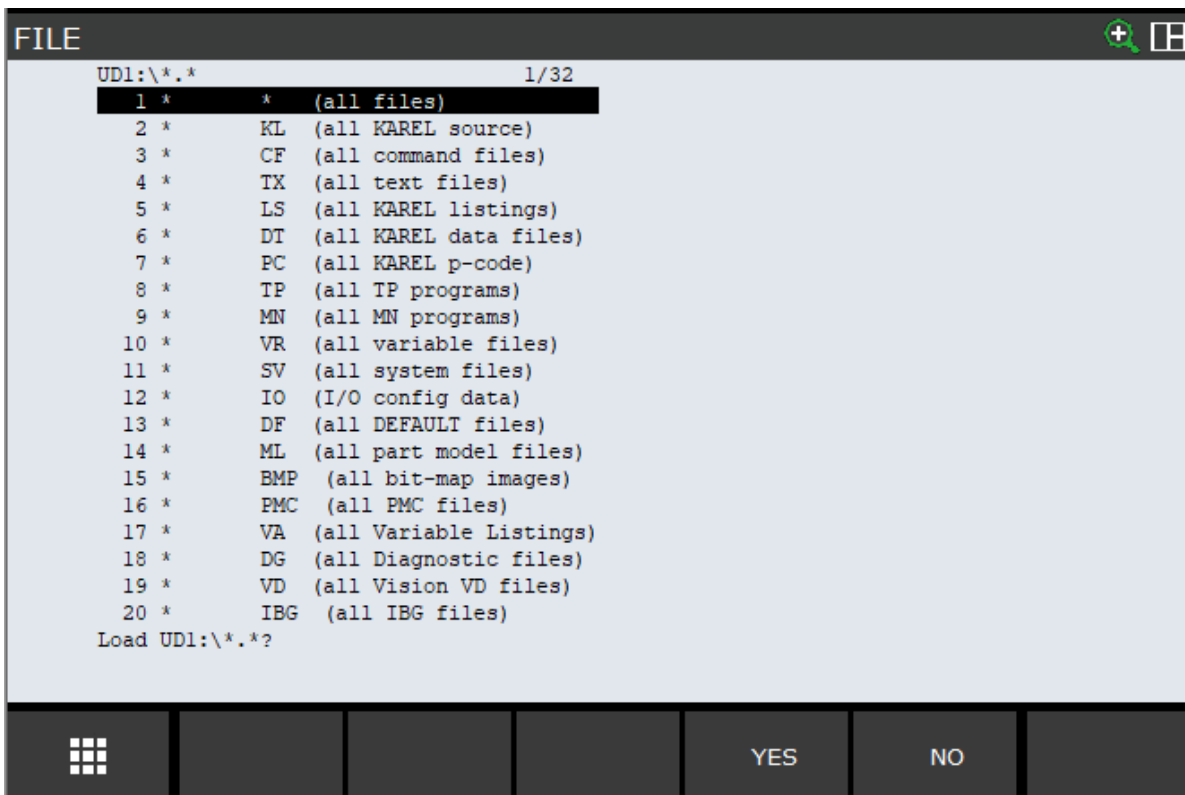 FILE
UD1:\*.* 1/32
1 * * (all files)
2 * KL (all KAREL source)
3 * CF (all command files)
4 * TX (all text files)
5 * LS (all KAREL listings)
6 * DT (all KAREL data files)
7 * PC (all KAREL p-code)
8 * TP (all TP programs)
9 * MN (all MN programs)
10 * VR (all variable files)
11 * SV (all system files)
12 * IO (I/O config data)
13 * DF (all DEFAULT files)
14 * ML (all part model files)
15 * BMP (all bit-map images)
16 * PMC (all PMC files)
17 * VA (all Variable Listings)
18 * DG (all Diagnostic files)
19 * VD (all Vision VD files)
20 * IBG (all IBG files)
Load UD1:\*.*?
YES NO